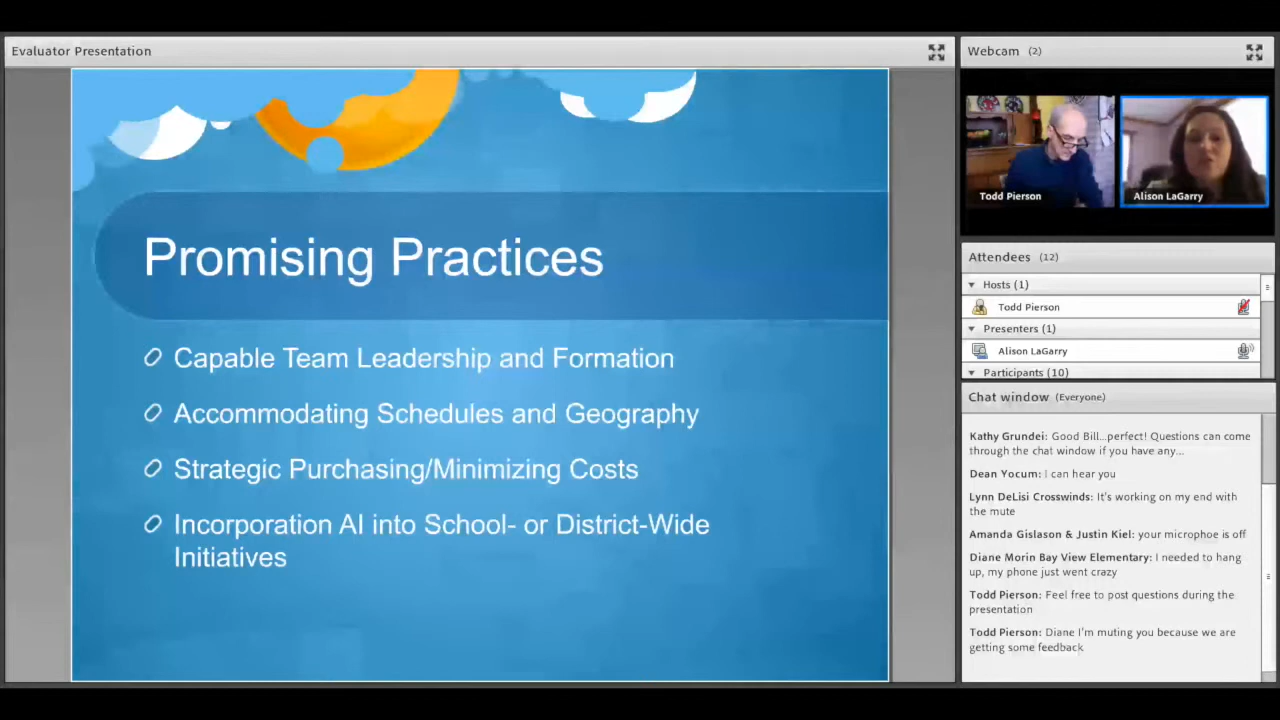 Evaluator Presentation
Promising Practices
Capable Team Leadership and Formation
Accommodating Schedules and Geography
Strategic Purchasing/Minimizing Costs
Incorporation AI into School- or District-Wide
Initiatives
Webcam (2)
Todd Pierson
Alison LaGarry
Attendees (12)
Hosts (1)
Todd Pierson
Presenters (1)
Alison LaGarry
Participants (10)
Chat window (Everyone)
Kathy Grundei: Good Bill...perfect! Questions can come
through the chat window if you have any...
Dean Yocum: I can hear you
Lynn DeLisi Crosswinds: It's working on my end with
the mute
Amanda Gislason & Justin Kiel: your microphoe is off
Diane Morin Bay View Elementary: I needed to hang
up, my phone just went crazy
Todd Pierson: Feel free to post questions during the
presentation
Todd Pierson: Diane I'm muting you because we are
getting some feedback